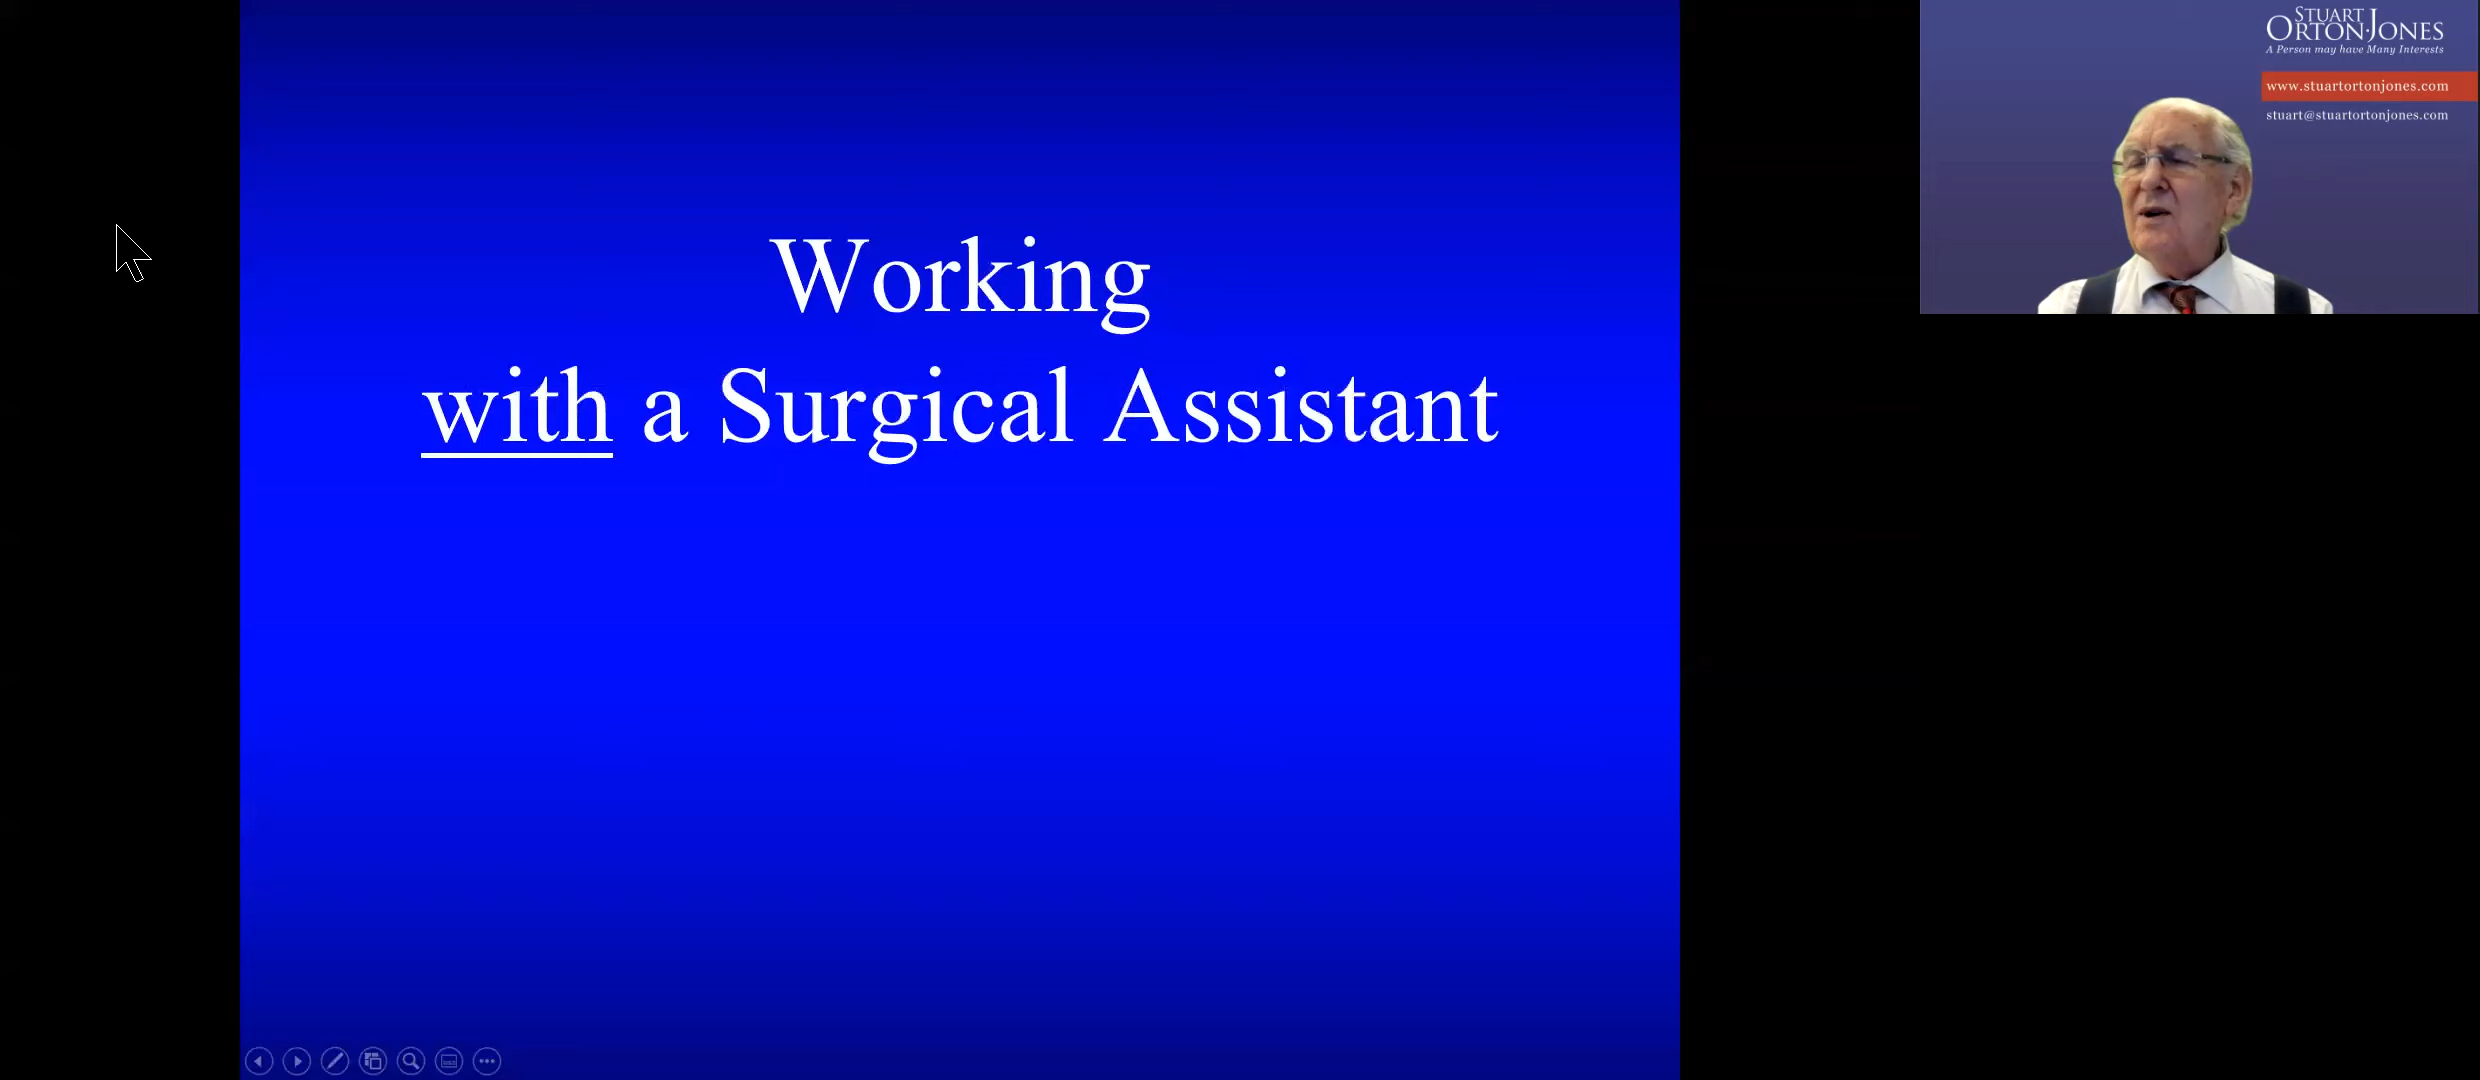 Working
with a Surgical Assistant
STUART
ORTON-JONES
A Person may have Many Interests
www.stuartortonjones.com
stuart@stuartortonjones.com